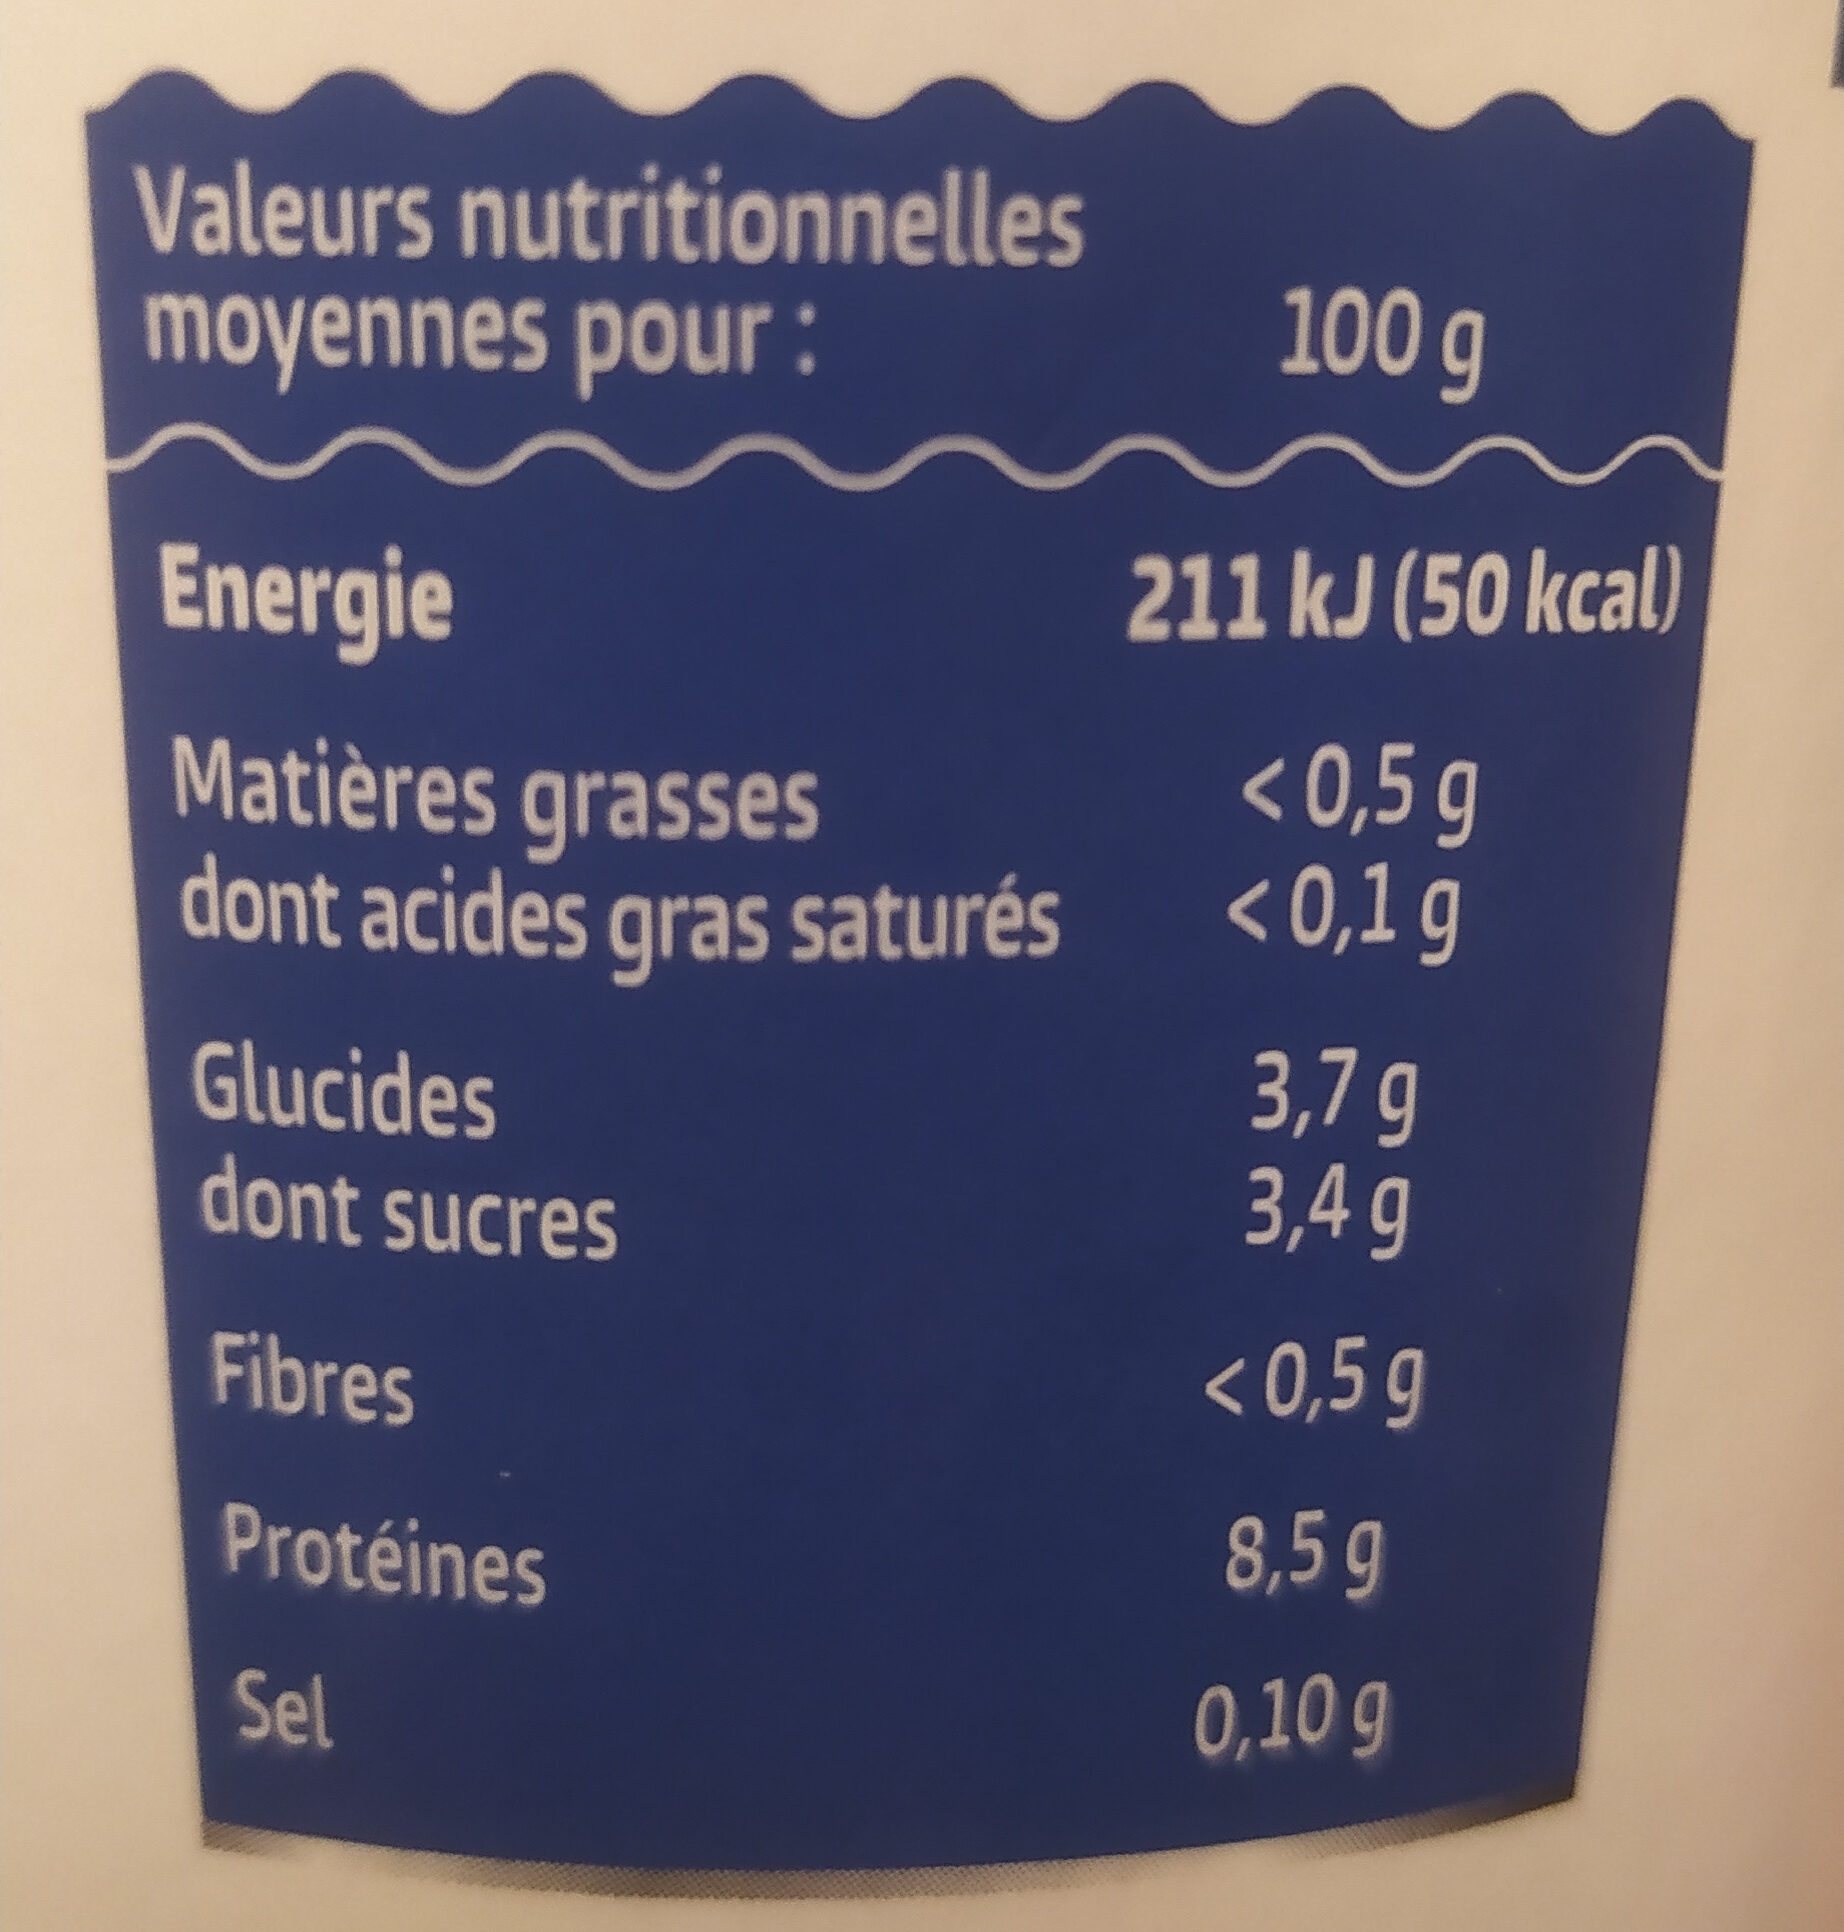 Valeurs nutritionnelles
moyennes pour : 100 g
Energie 211 kJ (50 kcal)
Matières grasses < 0,5 g
dont acides gras saturés < 0,1 g
Glucides 3,7 g
dont sucres 3,4 g
Fibres < 0,5 g
Protéines 8,5 g
Sel 0,10 g